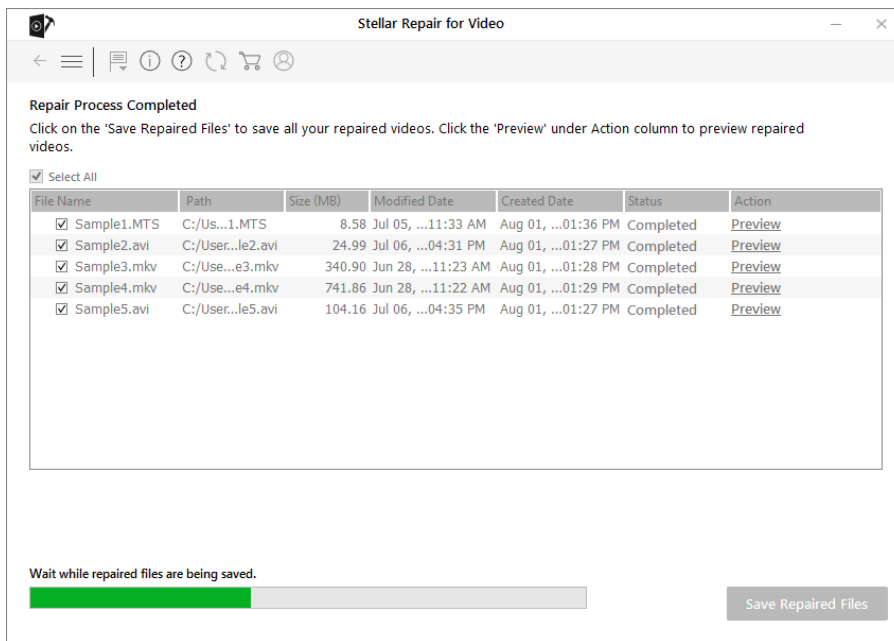 Stellar Repair for Video
Repair Process Completed
Click on the 'Save Repaired Files' to save all your repaired videos. Click the 'Preview' under Action column to preview repaired
videos.
Select All
File Name Path Size (MB) Modified Date Created Date Status Action
Sample1.MTS C:/Us...1.MTS 8.58 Jul 05, ...11:33 AM Aug 01, ...01:36 PM Completed Preview
Sample2.avi C:/User...le2.avi 24.99 Jul 06, ...04:31 PM Aug 01, ...01:27 PM Completed Preview
Sample3.mkv C:/Use...e3.mkv 340.90 Jun 28, ...11:23 AM Aug 01, ...01:28 PM Completed Preview
Sample4.mkv C:/Use...e4.mkv 741.86 Jun 28, ...11:22 AM Aug 01, ...01:29 PM Completed Preview
Sample5.avi C:/User...le5.avi 104.16 Jul 06, ...04:35 PM Aug 01, ...01:27 PM Completed Preview
Wait while repaired files are being saved.
Save Repaired Files